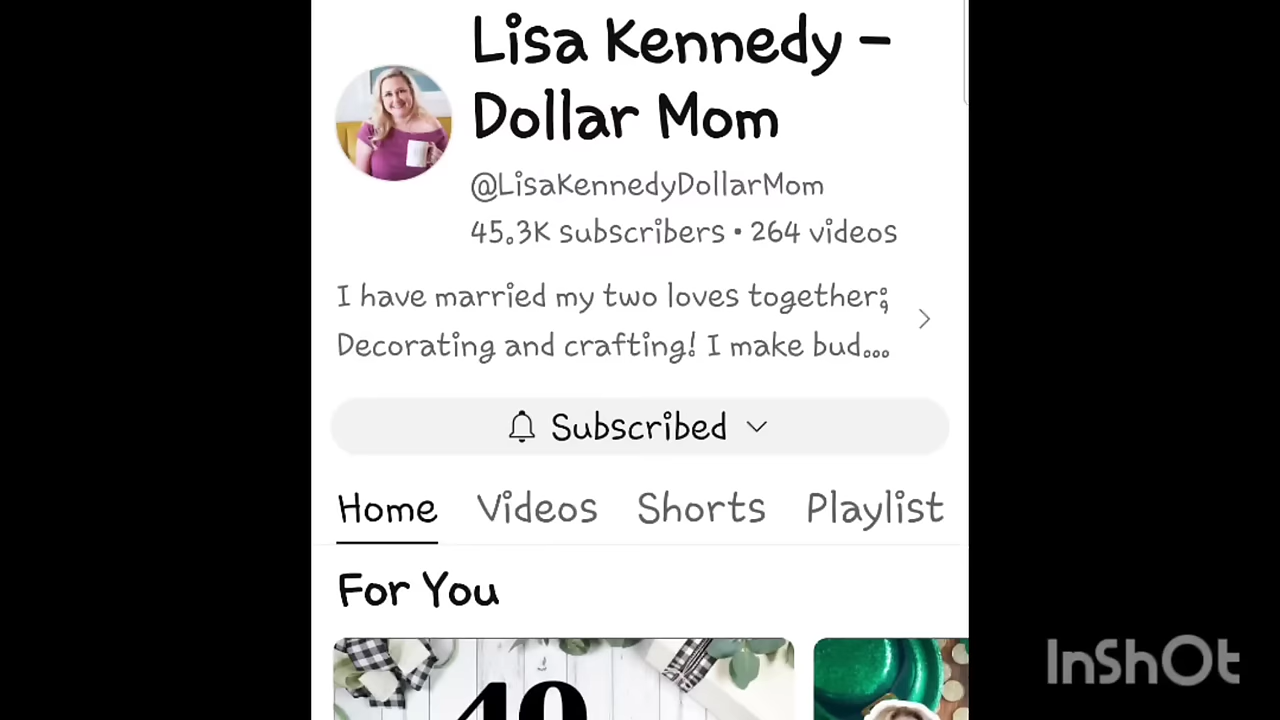 Lisa Kennedy -
Dollar Mom
@LisaKennedyDollarMom
45.3K subscribers • 264 videos
I have married my two loves together;
Decorating and crafting! I make bud...
Subscribed
Home Videos Shorts Playlist
For You
40
InShOt